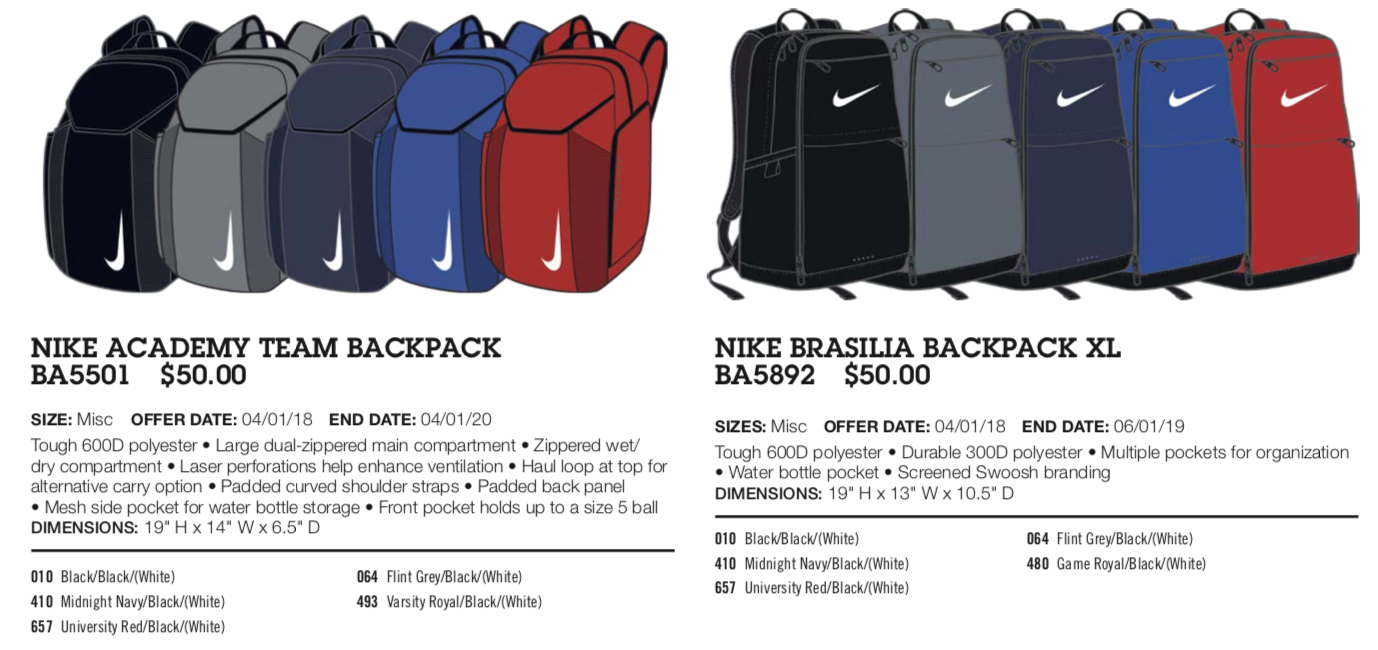 NIKE ACADEMY TEAM BACKPACK
BA5501 $50.00
SIZE: Misc OFFER DATE: 04/01/18 END DATE: 04/01/20
Tough 600D polyester • Large dual-zippered main compartment • Zippered wet/
dry compartment • Laser perforations help enhance ventilation • Haul loop at top for
alternative carry option • Padded curved shoulder straps • Padded back panel
• Mesh side pocket for water bottle storage • Front pocket holds up to a size 5 ball
DIMENSIONS: 19" H x 14" W x 6.5" D
010 Black/Black/(White)
064 Flint Grey/Black/(White)
410 Midnight Navy/Black/(White)
493 Varsity Royal/Black/(White)
657 University Red/Black/(White)
NIKE BRASILIA BACKPACK XL
BA5892 $50.00
SIZES: Misc OFFER DATE: 04/01/18 END DATE: 06/01/19
Tough 600D polyester • Durable 300D polyester • Multiple pockets for organization
• Water bottle pocket • Screened Swoosh branding
DIMENSIONS: 19" H x 13" W x 10.5" D
010 Black/Black/(White)
064 Flint Grey/Black/(White)
410 Midnight Navy/Black/(White)
480 Game Royal/Black/(White)
657 University Red/Black/(White)